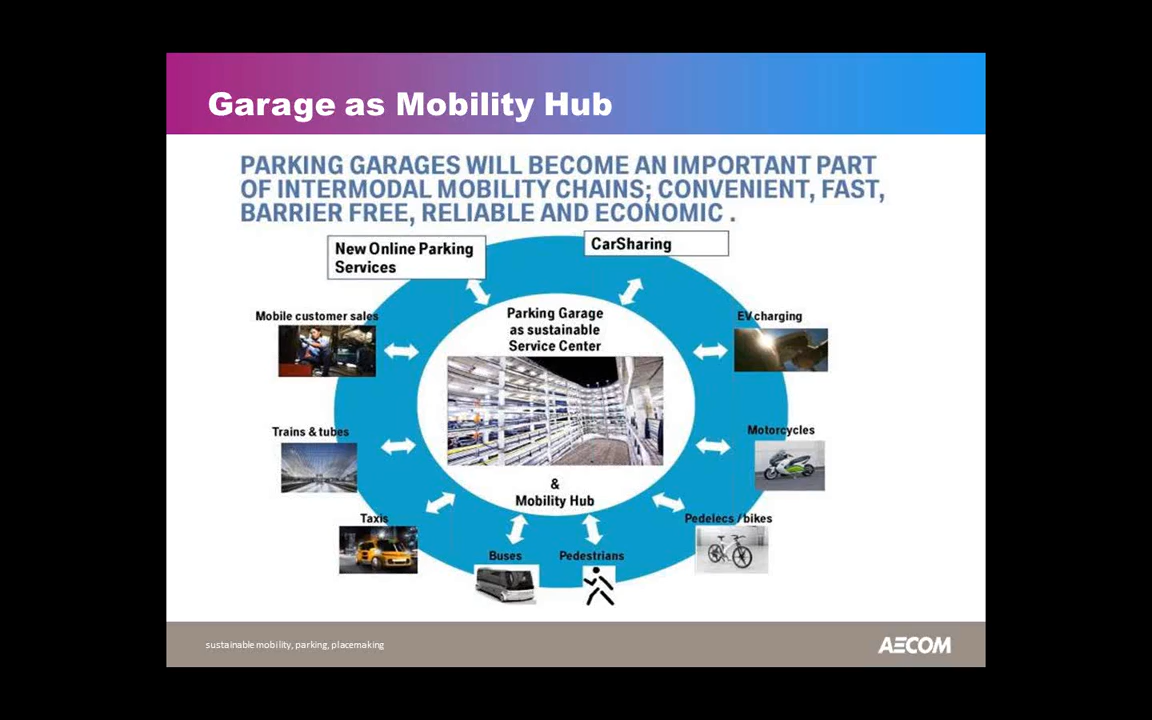 Garage as Mobility Hub
PARKING GARAGES WILL BECOME AN IMPORTANT PART
OF INTERMODAL MOBILITY CHAINS; CONVENIENT, FAST,
BARRIER FREE, RELIABLE AND ECONOMIC .
New Online Parking
Services
CarSharing
Mobile customer sales
Parking Garage
as sustainable
Service Center
EV charging
Trains & tubes
Motorcycles
&
Mobility Hub
Taxis
Pedelecs / bikes
Buses
Pedestrians
sustainable mobility, parking, placemaking
AECOM